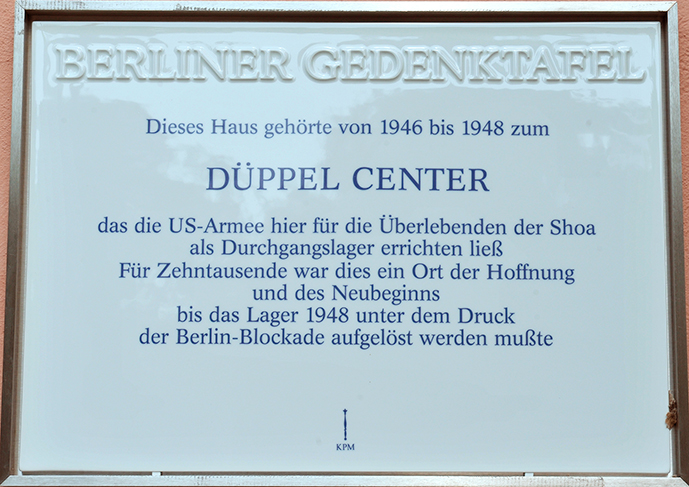 BERLINER GEDENKTAFEL
Dieses Haus gehörte von 1946 bis 1948 zum
DÜPPEL CENTER
das die US-Armee hier für die Überlebenden der Shoa
als Durchgangslager errichten ließ
Für Zehntausende war dies ein Ort der Hoffnung
und des Neubeginns
bis das Lager 1948 unter dem Druck
der Berlin-Blockade aufgelöst werden mußte
KPM